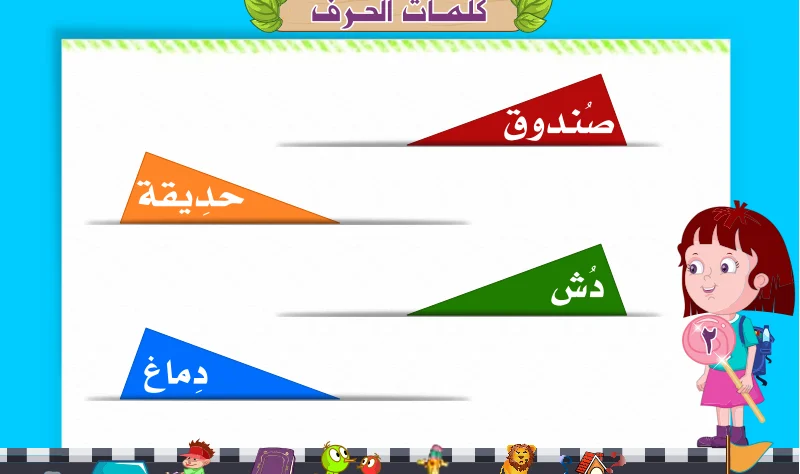 كلمات الحرف
صُندوق
حدِيقة
دُش
دِماغ
٢